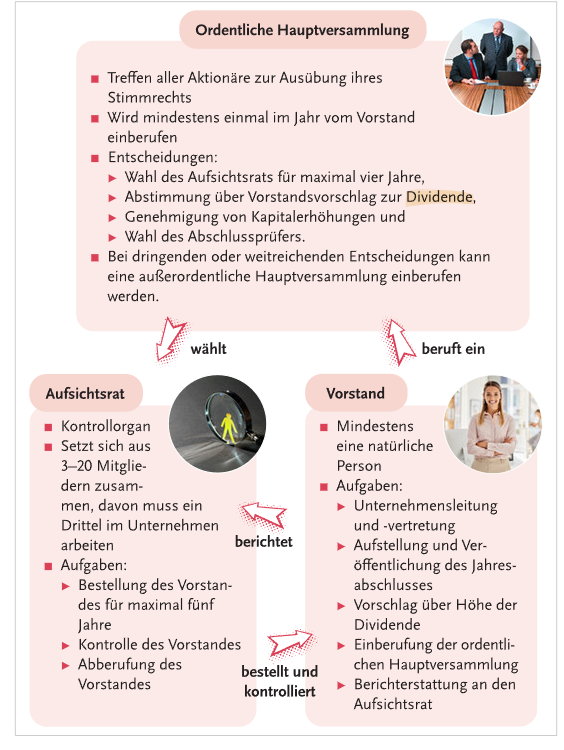 Ordentliche Hauptversammlung
■ Treffen aller Aktionäre zur Ausübung ihres
Stimmrechts
■ Wird mindestens einmal im Jahr vom Vorstand
einberufen
■ Entscheidungen:
► Wahl des Aufsichtsrats für maximal vier Jahre,
► Abstimmung über Vorstandsvorschlag zur Dividende,
► Genehmigung von Kapitalerhöhungen und
► Wahl des Abschlussprüfers.
■ Bei dringenden oder weitreichenden Entscheidungen kann
eine außerordentliche Hauptversammlung einberufen
werden.
wählt
beruft ein
Aufsichtsrat
■ Kontrollorgan
■ Setzt sich aus
3–20 Mitglie-
dern zusam-
men, davon muss ein
Drittel im Unternehmen
arbeiten
■ Aufgaben:
► Bestellung des Vorstan-
des für maximal fünf
Jahre
► Kontrolle des Vorstandes
► Abberufung des
Vorstandes
berichtet
bestellt und
kontrolliert
Vorstand
■ Mindestens
eine natürliche
Person
■ Aufgaben:
► Unternehmensleitung
und -vertretung
► Aufstellung und Ver-
öffentlichung des Jahres-
abschlusses
► Vorschlag über Höhe der
Dividende
► Einberufung der ordentli-
chen Hauptversammlung
► Berichterstattung an den
Aufsichtsrat